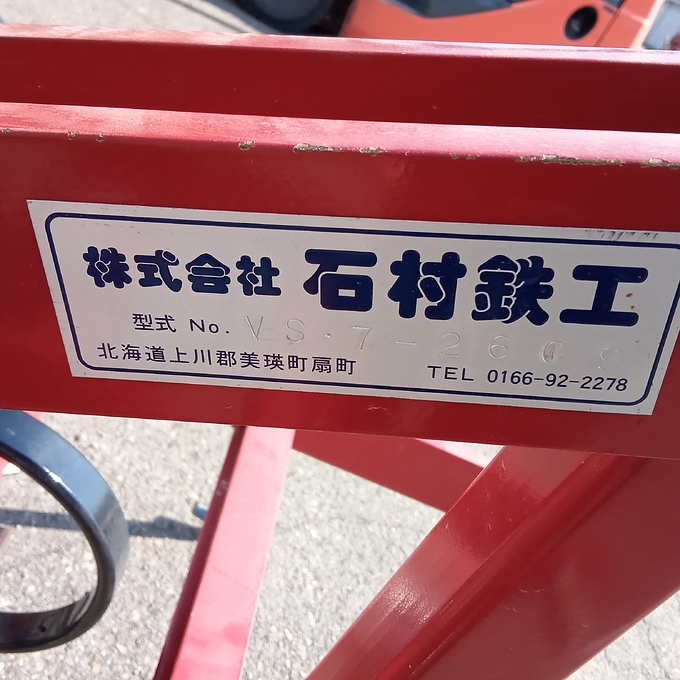 株式会社 石村鉄工
型式 No. VS・7-2600
北海道上川郡美瑛町扇町
TEL 0166-92-2278